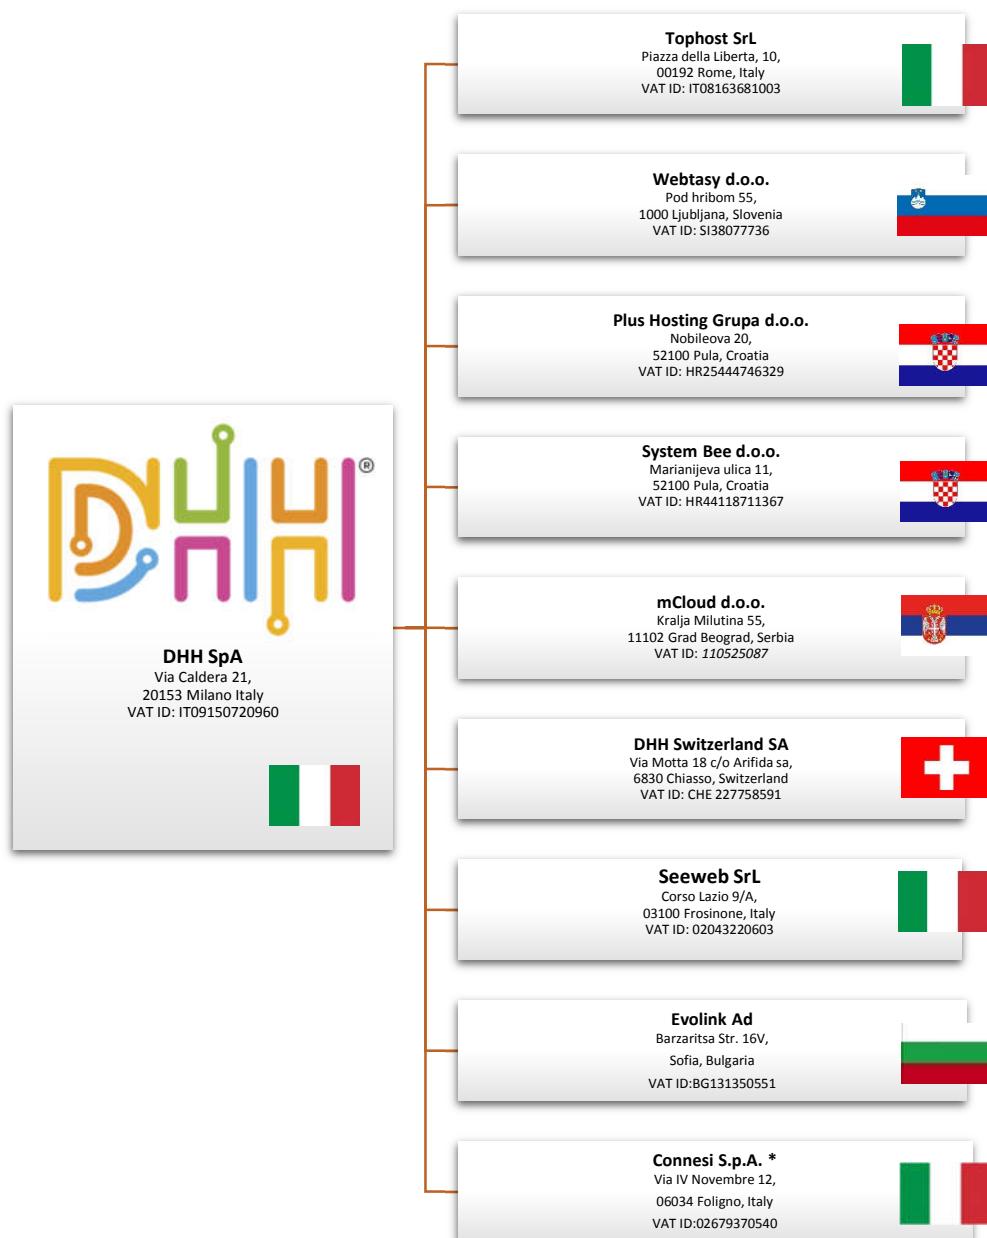 Tophost SrL
Piazza della Liberta, 10,
00192 Rome, Italy
VAT ID: IT08163681003
Webtasy d.o.o.
Pod hribom 55,
1000 Ljubljana, Slovenia
VAT ID: SI38077736
Plus Hosting Grupa d.o.o.
Nobileova 20,
52100 Pula, Croatia
VAT ID: HR25444746329
System Bee d.o.o.
Marianijeva ulica 11,
52100 Pula, Croatia
VAT ID: HR44118711367
DHH®
DHH SpA
Via Caldera 21,
20153 Milano Italy
VAT ID: IT09150720960
mCloud d.o.o.
Kralja Milutina 55,
11102 Grad Beograd, Serbia
VAT ID: 110525087
DHH Switzerland SA
Via Motta 18 c/o Arifida sa,
6830 Chiasso, Switzerland
VAT ID: CHE 227758591
Seeweb SrL
Corso Lazio 9/A,
03100 Frosinone, Italy
VAT ID: 02043220603
Evolink Ad
Barzaritsa Str. 16V,
Sofia, Bulgaria
VAT ID:BG131350551
Connesi S.p.A. *
Via IV Novembre 12,
06034 Foligno, Italy
VAT ID:02679370540